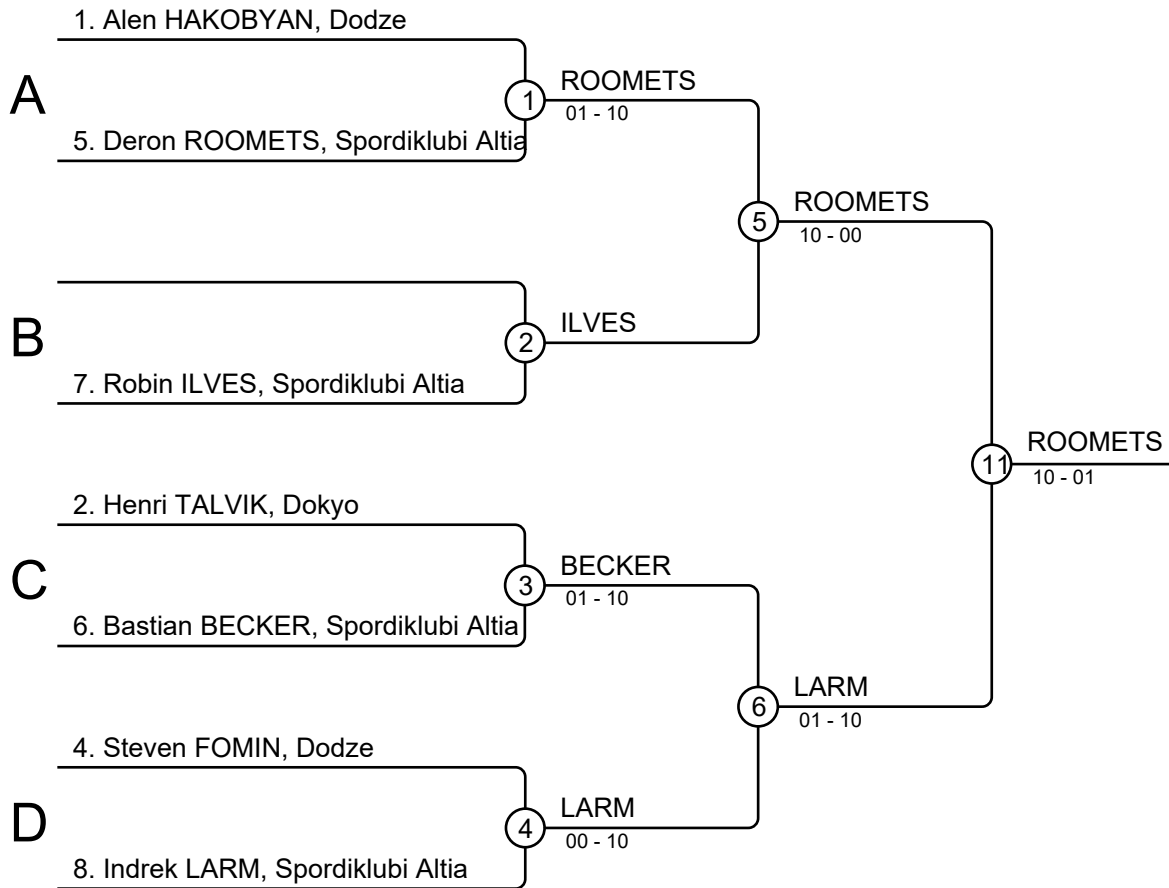 1. Alen HAKOBYAN, Dodze
A
1
ROOMETS
01 - 10
5. Deron ROOMETS, Spordiklubi Altia
5
ROOMETS
10 - 00
B
2
ILVES
7. Robin ILVES, Spordiklubi Altia
11
ROOMETS
10 - 01
2. Henri TALVIK, Dokyo
C
3
BECKER
01 - 10
6. Bastian BECKER, Spordiklubi Altia
6
LARM
01 - 10
4. Steven FOMIN, Dodze
D
4
LARM
00 - 10
8. Indrek LARM, Spordiklubi Altia